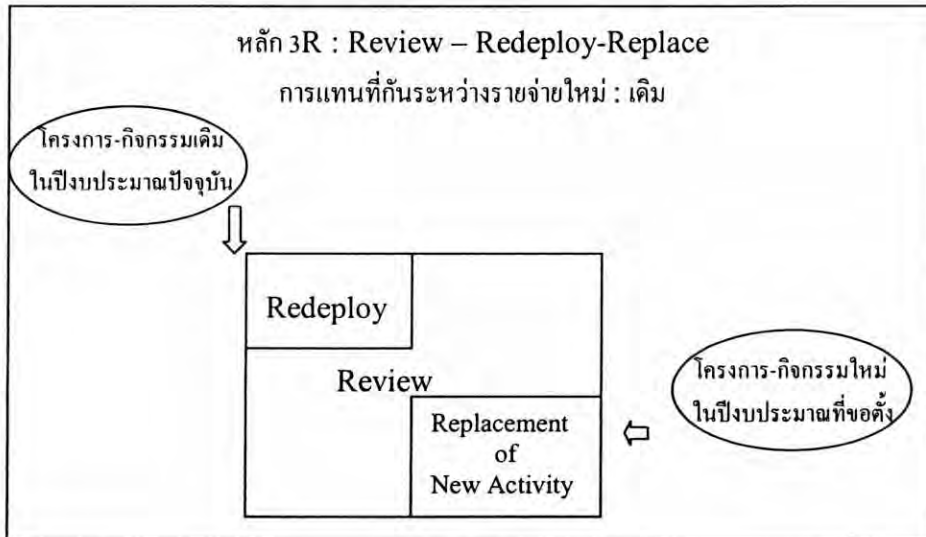 หลัก 3R : Review – Redeploy-Replace
การแทนที่กันระหว่างรายจ่ายใหม่ : เดิม
โครงการ-กิจกรรมเดิม
ในปีงบประมาณปัจจุบัน
Redeploy
Review
โครงการ-กิจกรรมใหม่
ในปีงบประมาณที่ขอตั้ง
Replacement
of
New Activity